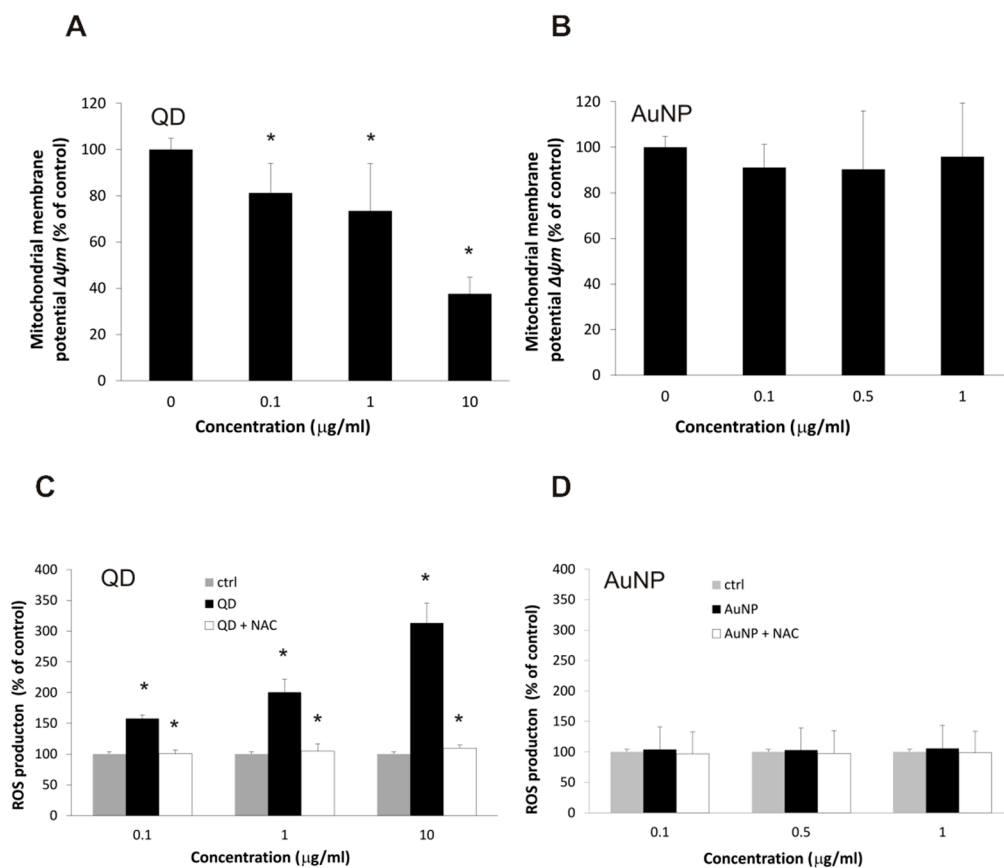 A
QD
Mitochondrial membrane
potential Δψm (% of control)
120
100
80
60
40
20
0
*
*
*
0 0.1 1 10
Concentration (μg/ml)
B
AuNP
Mitochondrial membrane
potential Δψm (% of control)
120
100
80
60
40
20
0
0 0.1 0.5 1
Concentration (μg/ml)
C
QD
ctrl
QD
QD + NAC
ROS producton (% of control)
400
350
300
250
200
150
100
50
0
*
*
*
*
*
*
0.1 1 10
Concentration (μg/ml)
D
AuNP
ctrl
AuNP
AuNP + NAC
ROS producton (% of control)
400
350
300
250
200
150
100
50
0
0.1 0.5 1
Concentration (μg/ml)